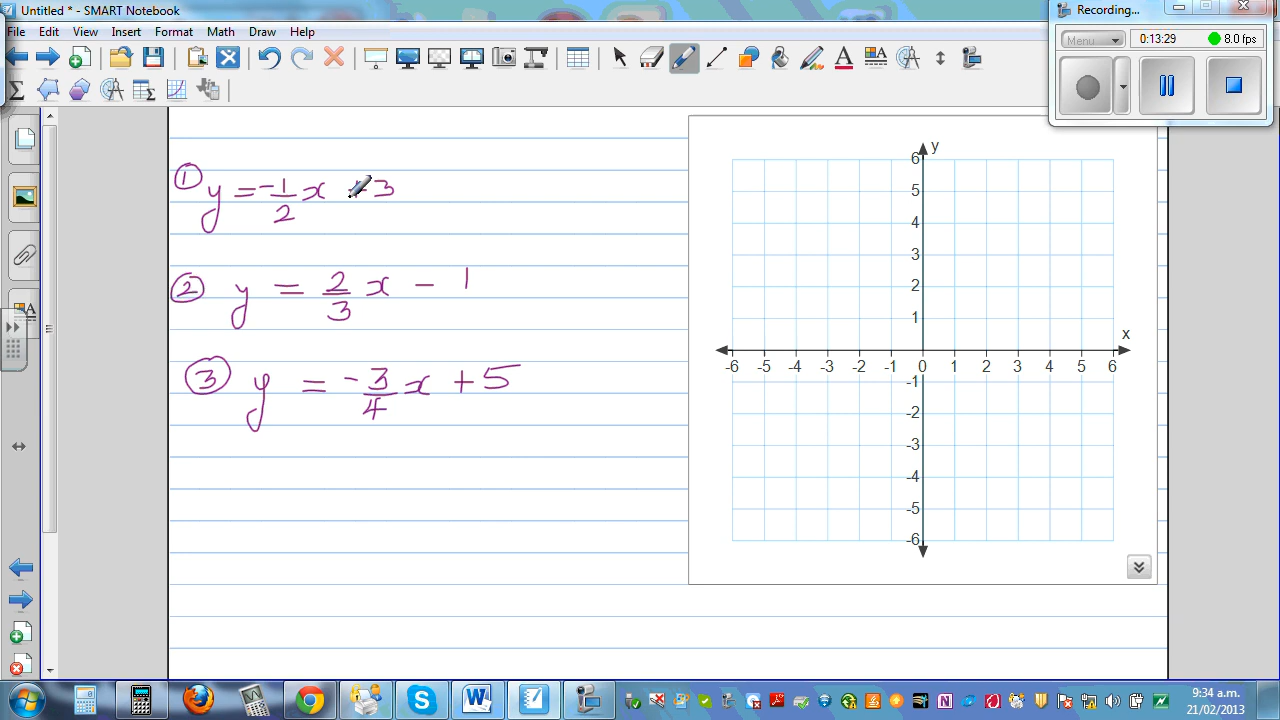 Untitled * - SMART Notebook
Recording...
File Edit View Insert Format Math Draw Help
Menu
0:13:29
8.0 fps
① y = -1/2 x + 3
② y = 2/3 x - 1
③ y = -3/4 x + 5
y
6
5
4
3
2
1
x
-6 -5 -4 -3 -2 -1 0 1 2 3 4 5 6
-1
-2
-3
-4
-5
-6
9:34 a.m.
21/02/2013